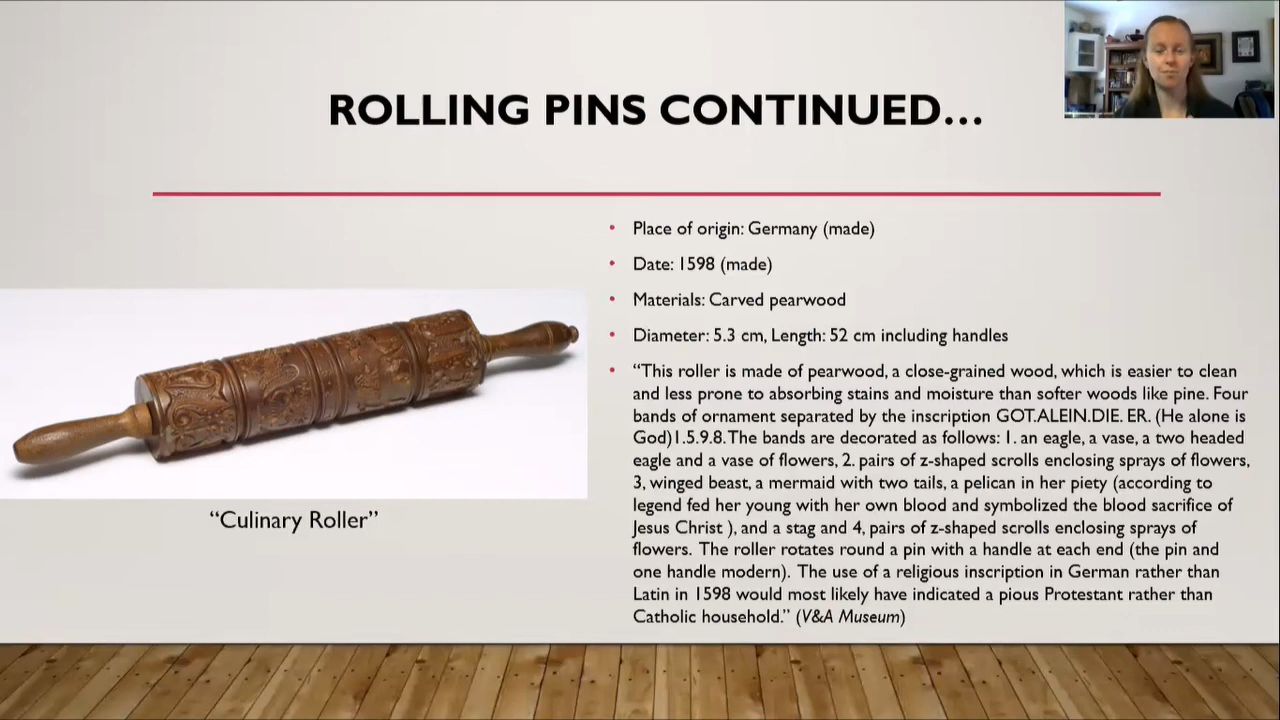 ROLLING PINS CONTINUED...
• Place of origin: Germany (made)
• Date: 1598 (made)
• Materials: Carved pearwood
• Diameter: 5.3 cm, Length: 52 cm including handles
• “This roller is made of pearwood, a close-grained wood, which is easier to clean
and less prone to absorbing stains and moisture than softer woods like pine. Four
bands of ornament separated by the inscription GOT.ALEIN.DIE. ER. (He alone is
God)1.5.9.8.The bands are decorated as follows: 1. an eagle, a vase, a two headed
eagle and a vase of flowers, 2. pairs of z-shaped scrolls enclosing sprays of flowers,
3, winged beast, a mermaid with two tails, a pelican in her piety (according to
legend fed her young with her own blood and symbolized the blood sacrifice of
Jesus Christ ), and a stag and 4, pairs of z-shaped scrolls enclosing sprays of
flowers. The roller rotates round a pin with a handle at each end (the pin and
one handle modern). The use of a religious inscription in German rather than
Latin in 1598 would most likely have indicated a pious Protestant rather than
Catholic household.” (V&A Museum)
“Culinary Roller”